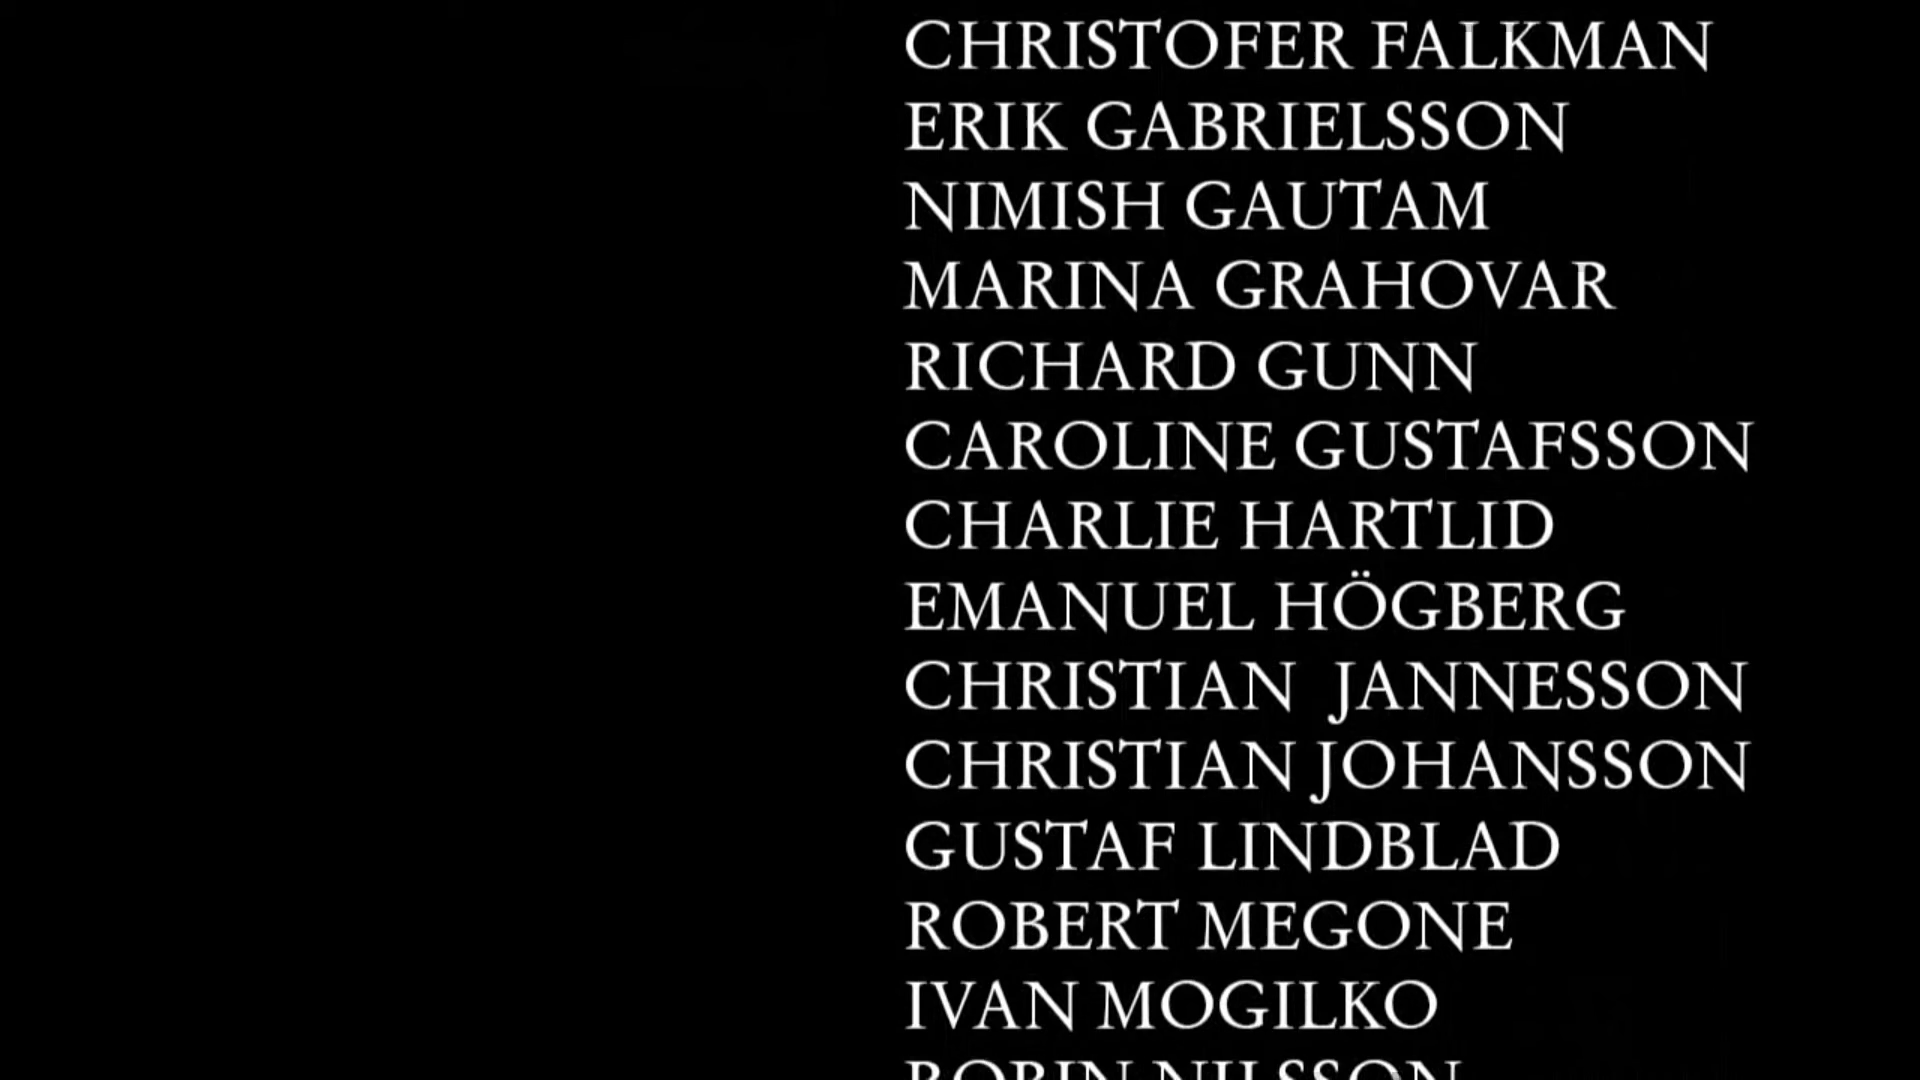 CHRISTOFER FALKMAN
ERIK GABRIELSSON
NIMISH GAUTAM
MARINA GRAHOVAR
RICHARD GUNN
CAROLINE GUSTAFSSON
CHARLIE HARTLID
EMANUEL HÖGBERG
CHRISTIAN  JANNESSON
CHRISTIAN JOHANSSON
GUSTAF LINDBLAD
ROBERT MEGONE
IVAN MOGILKO
ROBIN NILSSON